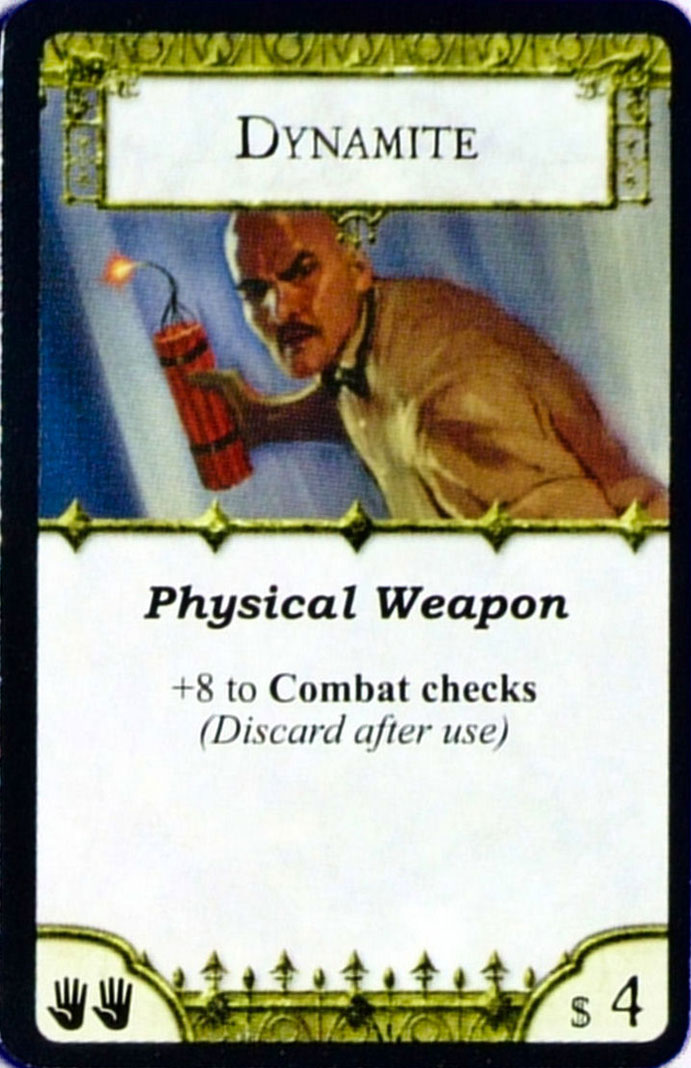 DYNAMITE
Physical Weapon
+8 to Combat checks
(Discard after use)
$ 4